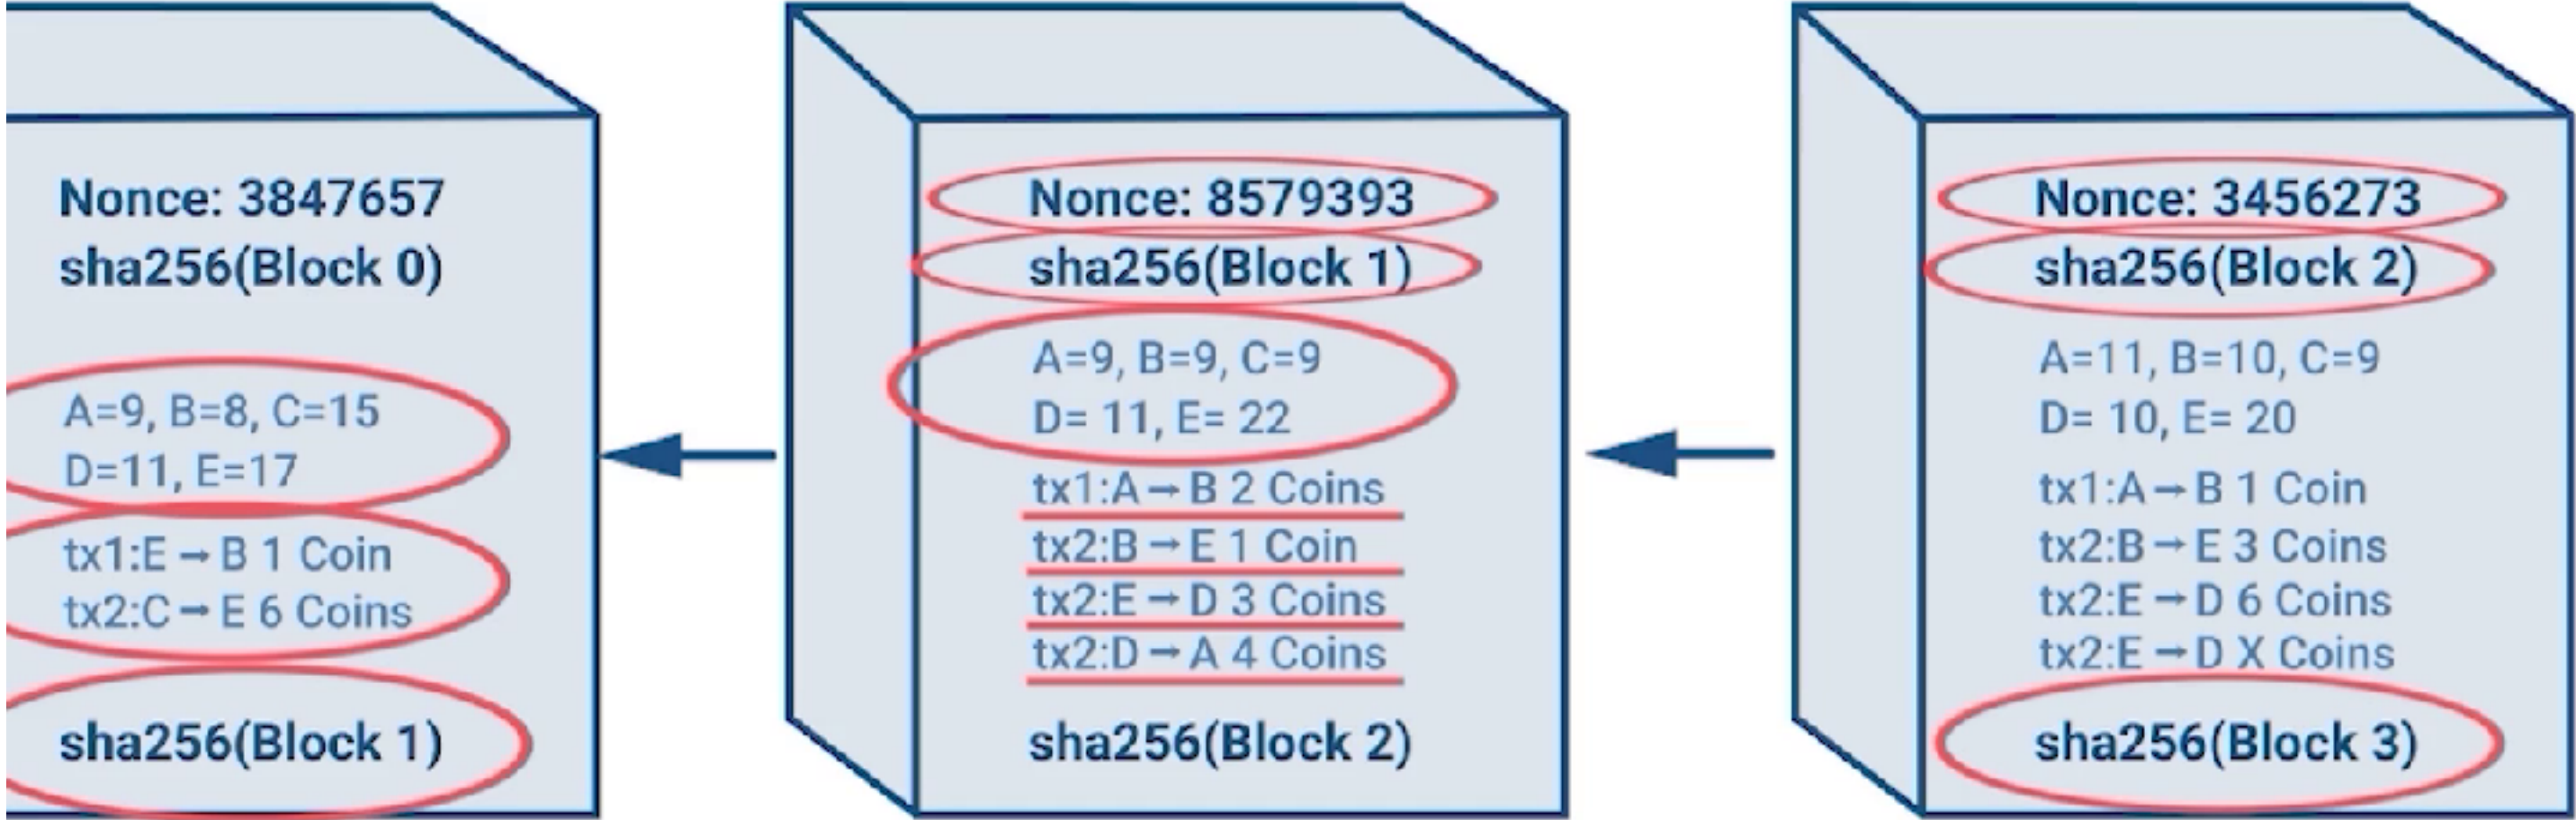 Nonce: 3847657
sha256(Block 0)
A=9, B=8, C=15
D=11, E=17
tx1:E→B 1 Coin
tx2:C→E 6 Coins
sha256(Block 1)
Nonce: 8579393
sha256(Block 1)
A=9, B=9, C=9
D= 11, E= 22
tx1:A→B 2 Coins
tx2:B→E 1 Coin
tx2:E→D 3 Coins
tx2:D→A 4 Coins
sha256(Block 2)
Nonce: 3456273
sha256(Block 2)
A=11, B=10, C=9
D= 10, E= 20
tx1:A→B 1 Coin
tx2:B→E 3 Coins
tx2:E→D 6 Coins
tx2:E→D X Coins
sha256(Block 3)